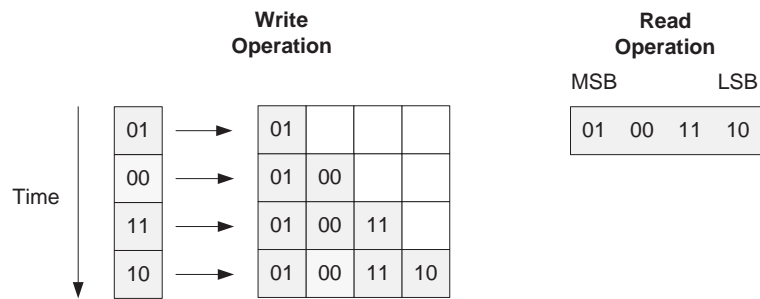 Write
Operation
Read
Operation
MSB LSB
01 00 11 10
Time
01 01
00 01 00
11 01 00 11
10 01 00 11 10